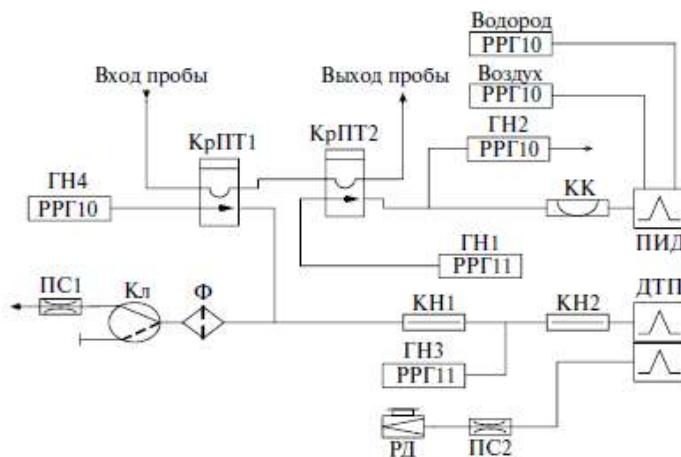 Водород
РРГ10
Вход пробы
Выход пробы
Воздух
РРГ10
КрПТ1
КрПТ2
ГН2
РРГ10
ГН4
РРГ10
КК
ПИД
ГН1
РРГ11
ПС1
Кл
Ф
КН1
КН2
ДТП
ГН3
РРГ11
РД
ПС2